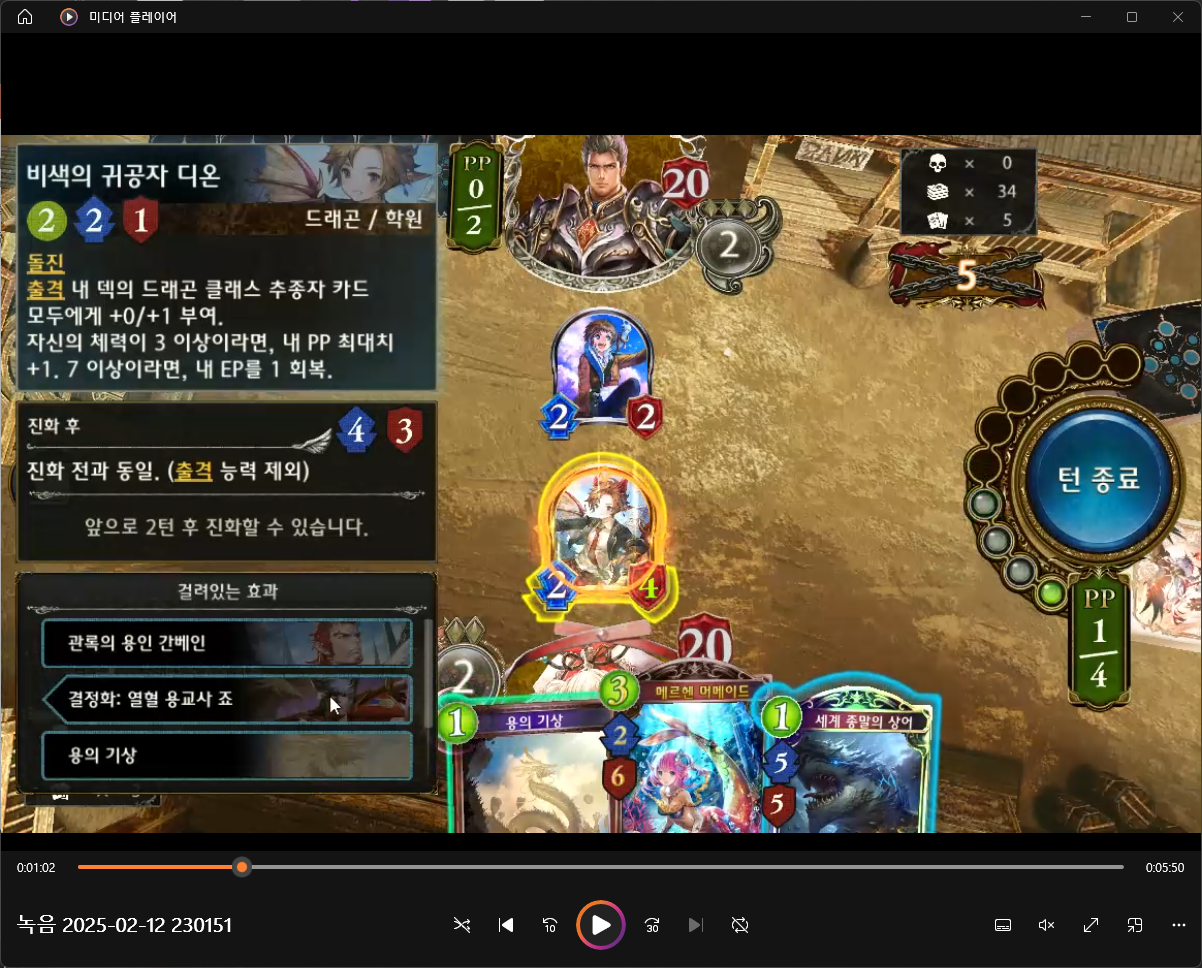 미디어 플레이어
비색의 귀공자 디온
2 2 1
드래곤 / 학원
돌진
출격 내 덱의 드래곤 클래스 추종자 카드
모두에게 +0/+1 부여.
자신의 체력이 3 이상이라면, 내 PP 최대치
+1. 7 이상이라면, 내 EP를 1 회복.
진화 후
4 3
진화 전과 동일. (출격 능력 제외)
앞으로 2턴 후 진화할 수 있습니다.
걸려있는 효과
관록의 용인 간베인
결정화: 열혈 용교사 죠
용의 기상
PP
0
2
20
2
× 0
× 34
× 5
5
2 2
2 4
턴 종료
PP
1
4
20
2
1 용의 기상
3 메르헨 머메이드
2
6
1 세계 종말의 상어
5
5
0:01:02
0:05:50
녹음 2025-02-12 230151
10
30